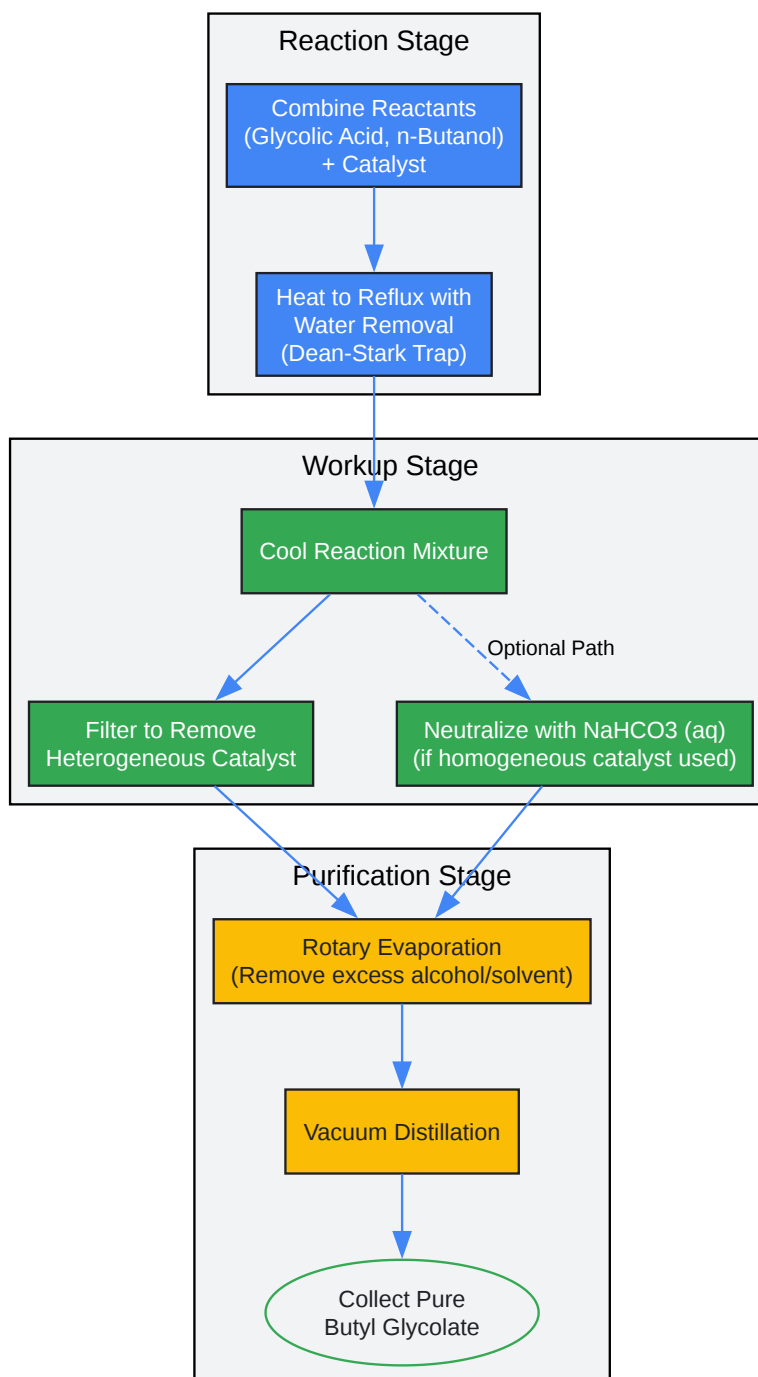 Reaction Stage
Combine Reactants
(Glycolic Acid, n-Butanol)
+ Catalyst
Heat to Reflux with
Water Removal
(Dean-Stark Trap)
Workup Stage
Cool Reaction Mixture
Optional Path
Filter to Remove
Heterogeneous Catalyst
Neutralize with NaHCO3 (aq)
(if homogeneous catalyst used)
Purification Stage
Rotary Evaporation
(Remove excess alcohol/solvent)
Vacuum Distillation
Collect Pure
Butyl Glycolate